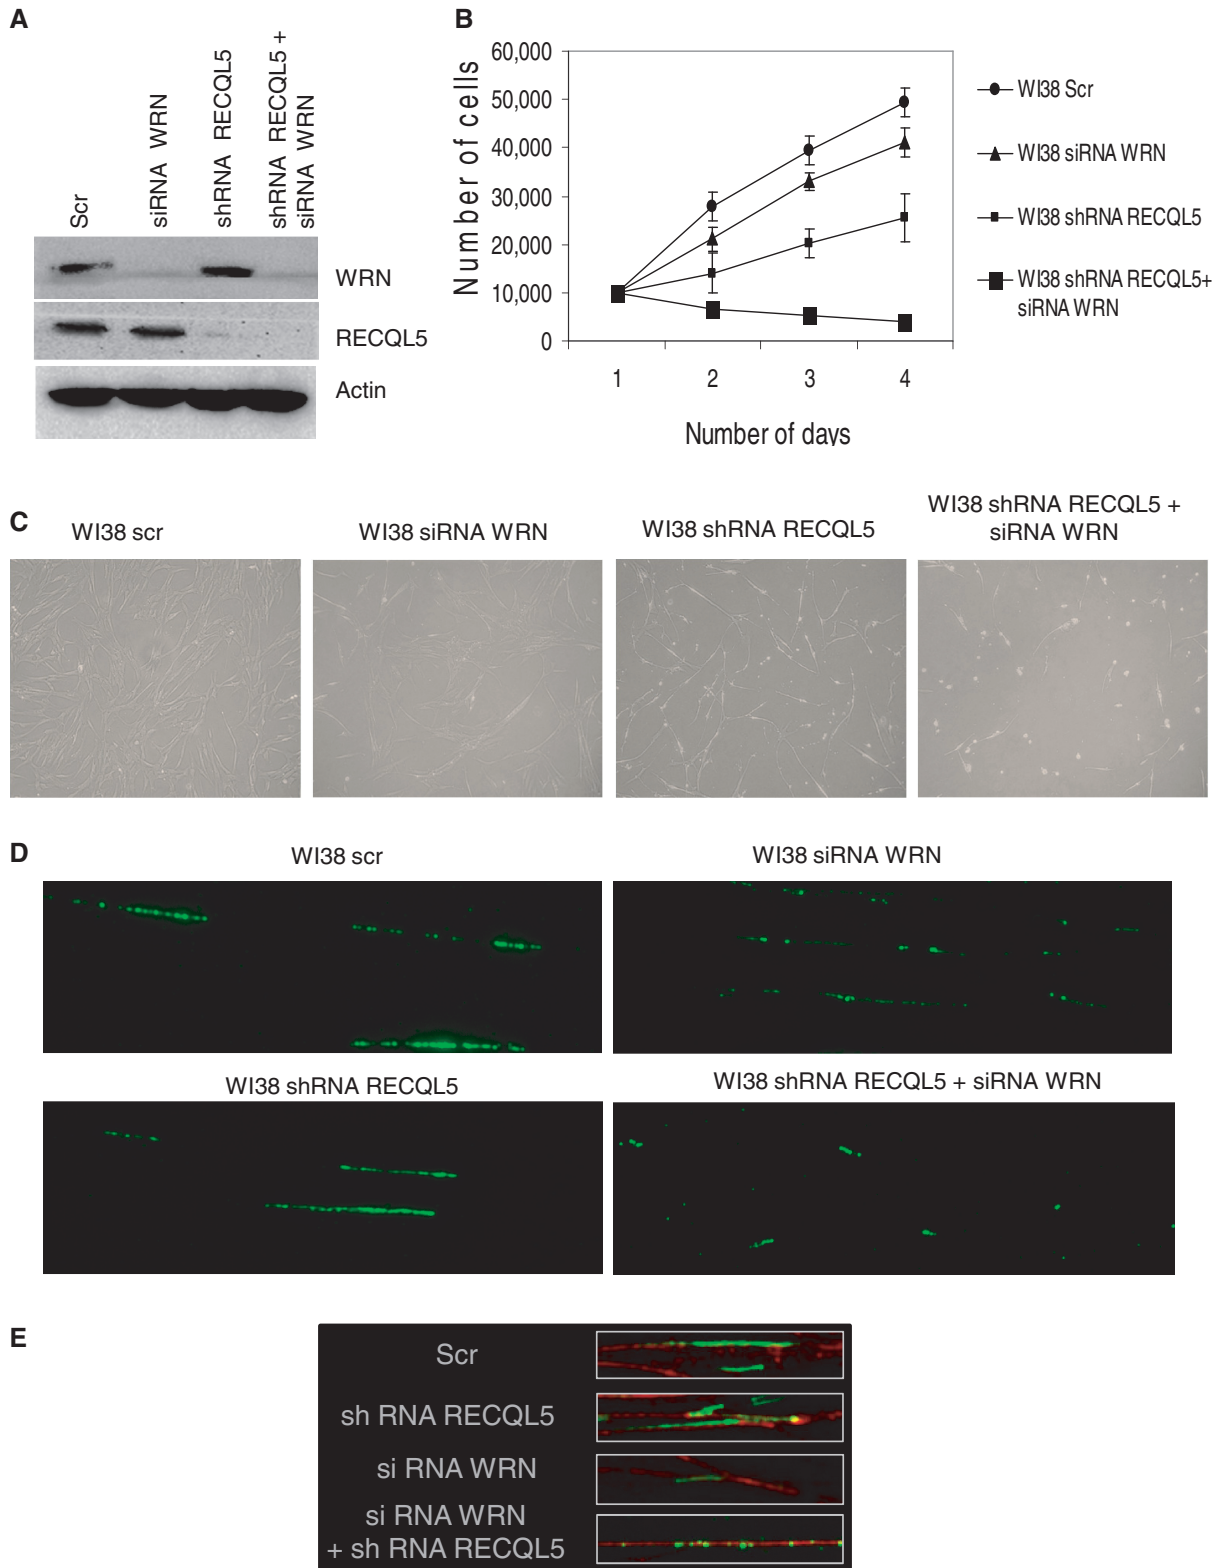 A
Scr
siRNA WRN
shRNA RECQL5
shRNA RECQL5 +
siRNA WRN
WRN
RECQL5
Actin
B
Number of cells
60,000
50,000
40,000
30,000
20,000
10,000
0
1 2 3 4
Number of days
WI38 Scr
WI38 siRNA WRN
WI38 shRNA RECQL5
WI38 shRNA RECQL5+
siRNA WRN
C
WI38 scr
WI38 siRNA WRN
WI38 shRNA RECQL5
WI38 shRNA RECQL5 +
siRNA WRN
D
WI38 scr
WI38 siRNA WRN
WI38 shRNA RECQL5
WI38 shRNA RECQL5 + siRNA WRN
E
Scr
sh RNA RECQL5
si RNA WRN
si RNA WRN
+ sh RNA RECQL5